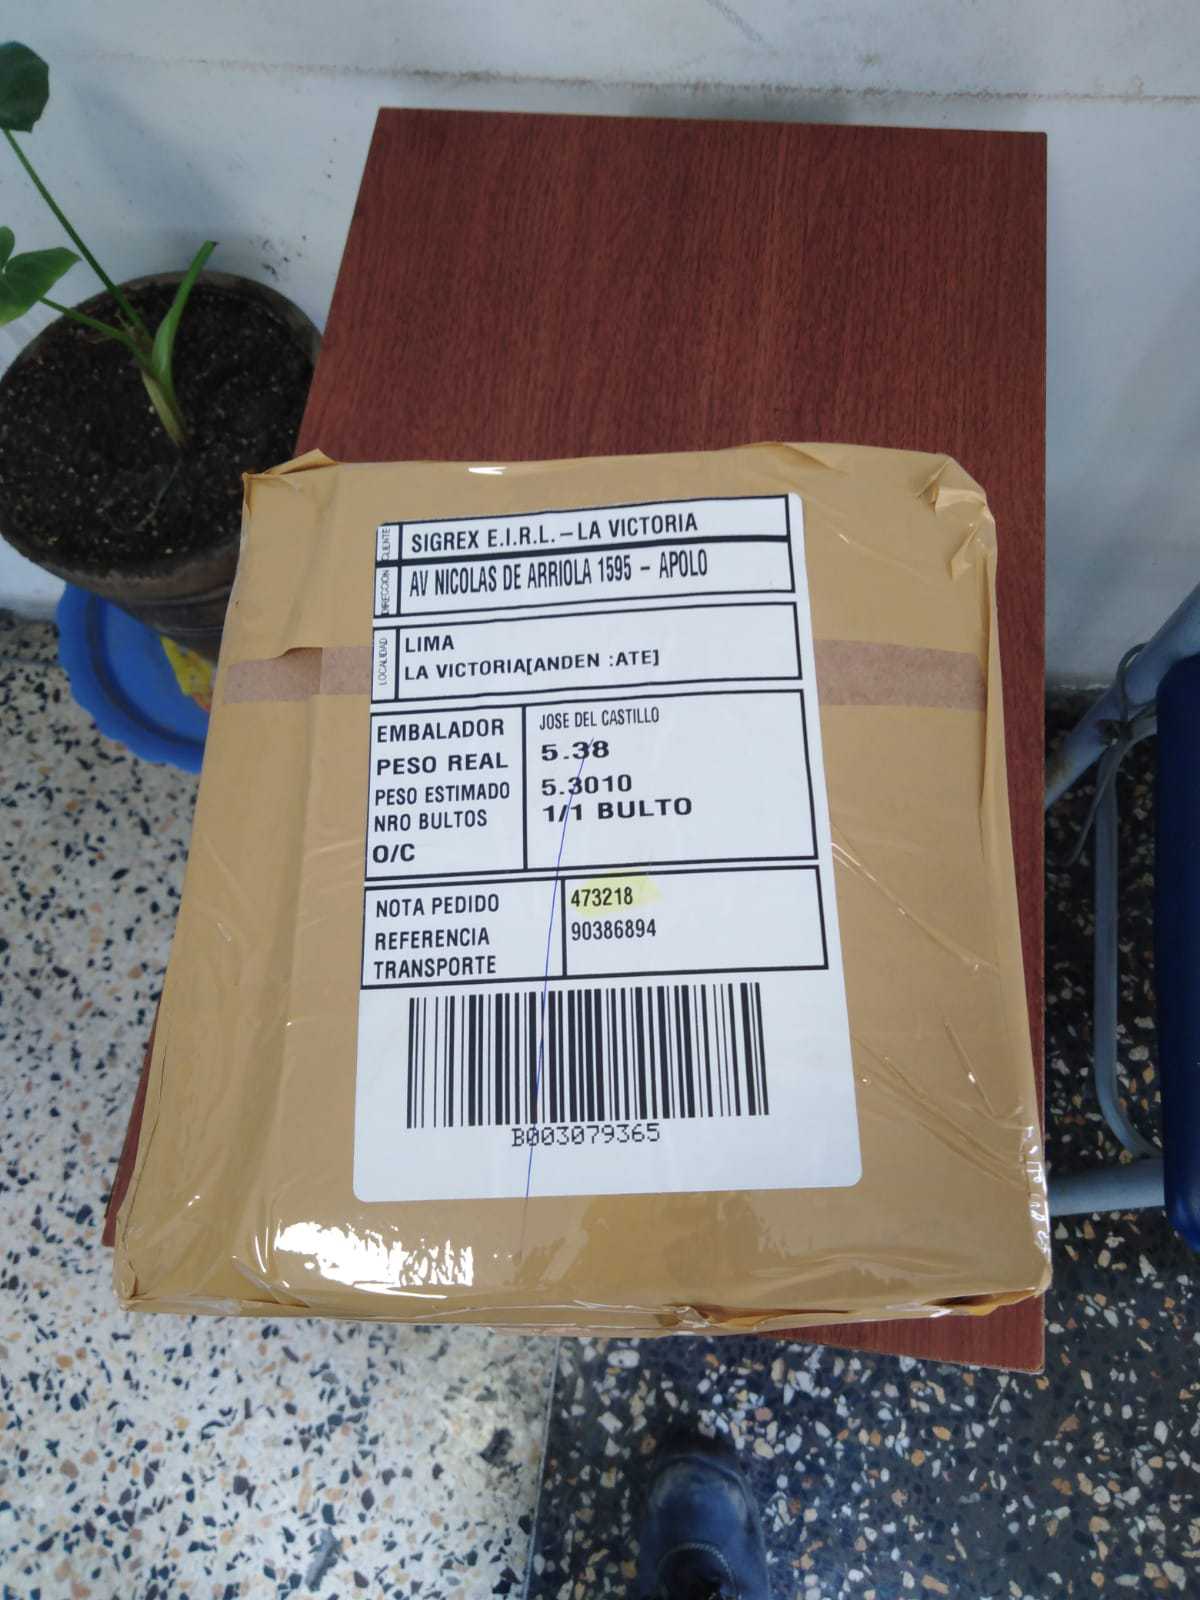 CLIENTE
SIGREX E.I.R.L. – LA VICTORIA
DIRECCION
AV NICOLAS DE ARRIOLA 1595 – APOLO
LOCALIDAD
LIMA
LA VICTORIA[ANDEN :ATE]
EMBALADOR JOSE DEL CASTILLO
PESO REAL 5.38
PESO ESTIMADO 5.3010
NRO BULTOS 1/1 BULTO
O/C
NOTA PEDIDO 473218
REFERENCIA 90386894
TRANSPORTE
B003079365